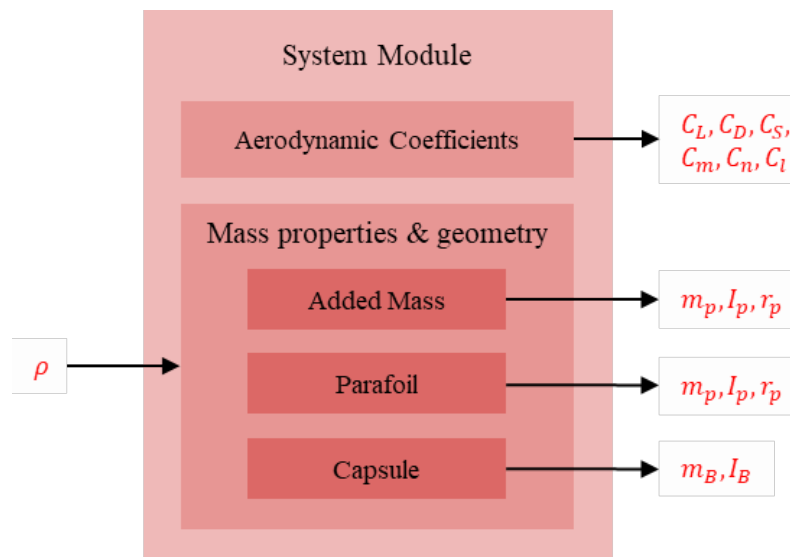 System Module
Aerodynamic Coefficients
C_L, C_D, C_S,
C_m, C_n, C_l
Mass properties & geometry
Added Mass
m_p, I_p, r_p
ρ
Parafoil
m_p, I_p, r_p
Capsule
m_B, I_B